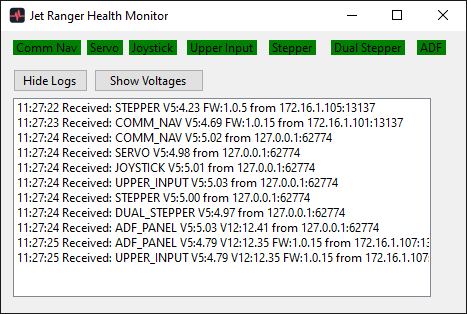 Jet Ranger Health Monitor
Comm Nav Servo Joystick Upper Input Stepper Dual Stepper ADF
Hide Logs Show Voltages
11:27:22 Received: STEPPER V5:4.23 FW:1.0.5 from 172.16.1.105:13137
11:27:23 Received: COMM_NAV V5:4.69 FW:1.0.15 from 172.16.1.101:13137
11:27:24 Received: COMM_NAV V5:5.02 from 127.0.0.1:62774
11:27:24 Received: SERVO V5:4.98 from 127.0.0.1:62774
11:27:24 Received: JOYSTICK V5:5.01 from 127.0.0.1:62774
11:27:24 Received: UPPER_INPUT V5:5.03 from 127.0.0.1:62774
11:27:24 Received: STEPPER V5:5.00 from 127.0.0.1:62774
11:27:24 Received: DUAL_STEPPER V5:4.97 from 127.0.0.1:62774
11:27:24 Received: ADF_PANEL V5:5.03 V12:12.41 from 127.0.0.1:62774
11:27:25 Received: ADF_PANEL V5:4.79 V12:12.35 FW:1.0.15 from 172.16.1.107:13
11:27:25 Received: UPPER_INPUT V5:4.79 V12:12.35 FW:1.0.15 from 172.16.1.107: